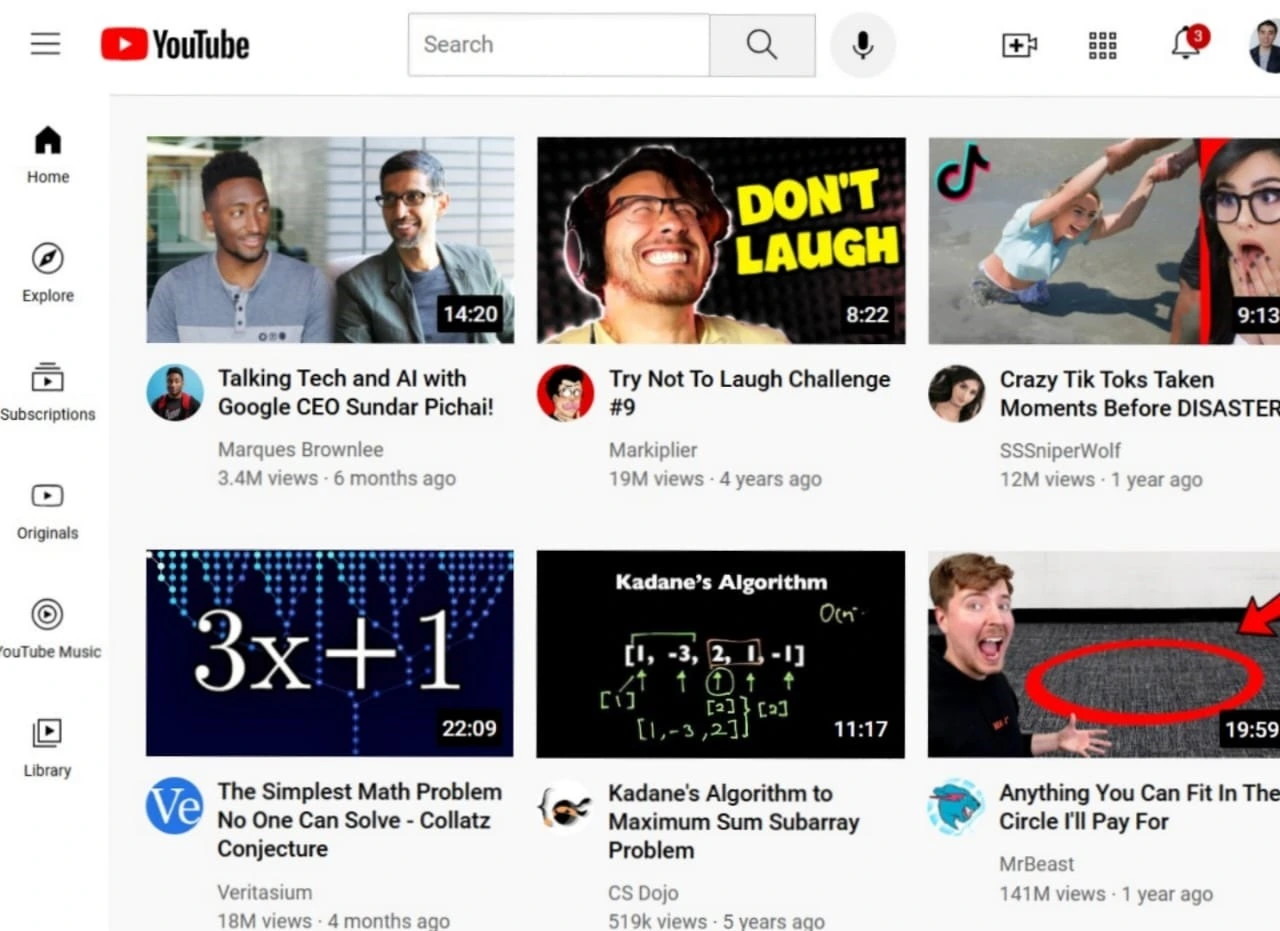 YouTube
Search
3
Home
Explore
Subscriptions
Originals
YouTube Music
Library
14:20
Talking Tech and AI with
Google CEO Sundar Pichai!
Marques Brownlee
3.4M views · 6 months ago
DON'T
LAUGH
8:22
Try Not To Laugh Challenge
#9
Markiplier
19M views · 4 years ago
9:13
Crazy Tik Toks Taken
Moments Before DISASTER
SSSniperWolf
12M views · 1 year ago
3x+1
22:09
Ve
The Simplest Math Problem
No One Can Solve - Collatz
Conjecture
Veritasium
18M views · 4 months ago
Kadane's Algorithm
[1, -3, 2, 1, -1]
[1] [2] [2]
[1,-3,2]
11:17
Kadane's Algorithm to
Maximum Sum Subarray
Problem
CS Dojo
519k views · 5 years ago
19:59
Anything You Can Fit In The
Circle I'll Pay For
MrBeast
141M views · 1 year ago